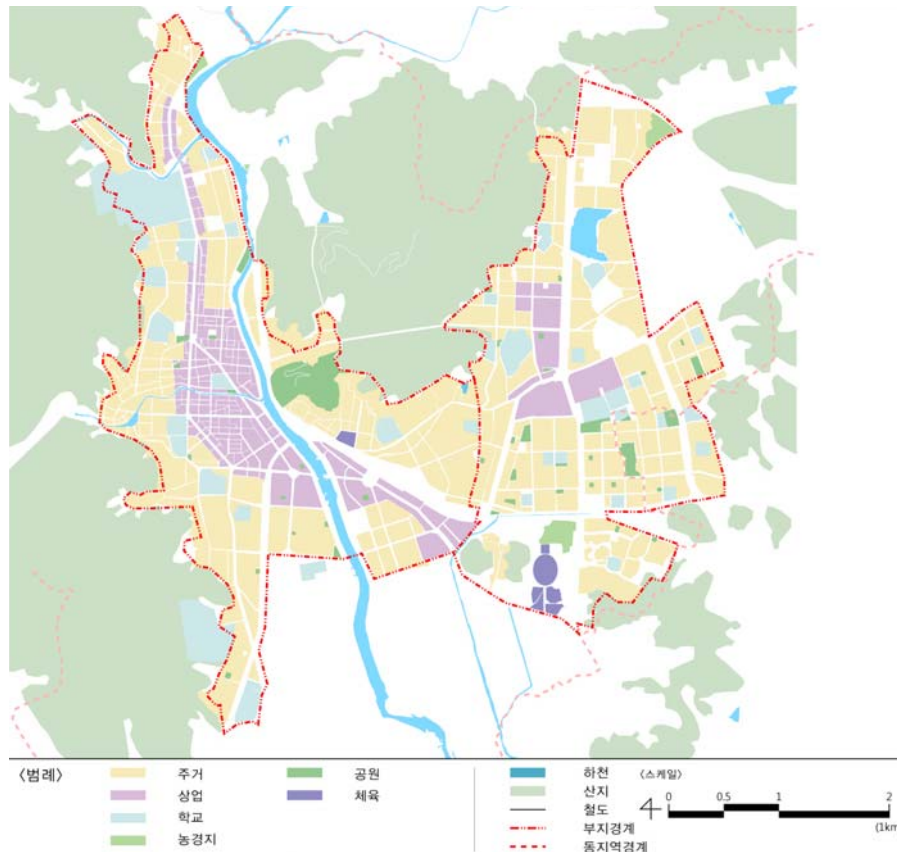 〈범례〉
주거
상업
학교
농경지
공원
체육
하천
산지
철도
부지경계
동지역경계
〈스케일〉
0 0.5 1 2
(1km